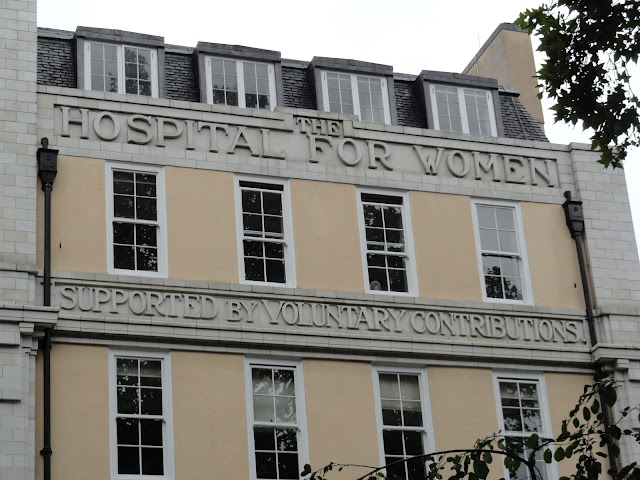 THE
HOSPITAL FOR WOMEN
SUPPORTED BY VOLUNTARY CONTRIBUTIONS.